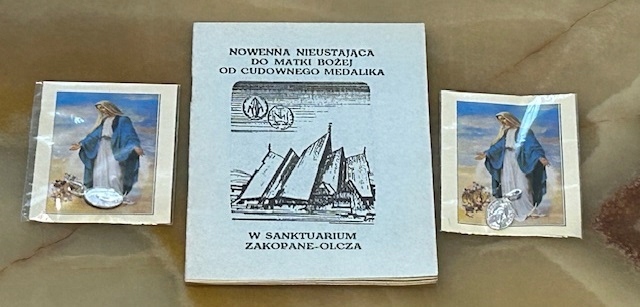 NOWENNA NIEUSTAJĄCA
DO MATKI BOŻEJ
OD CUDOWNEGO MEDALIKA
W SANKTUARIUM
ZAKOPANE-OLCZA